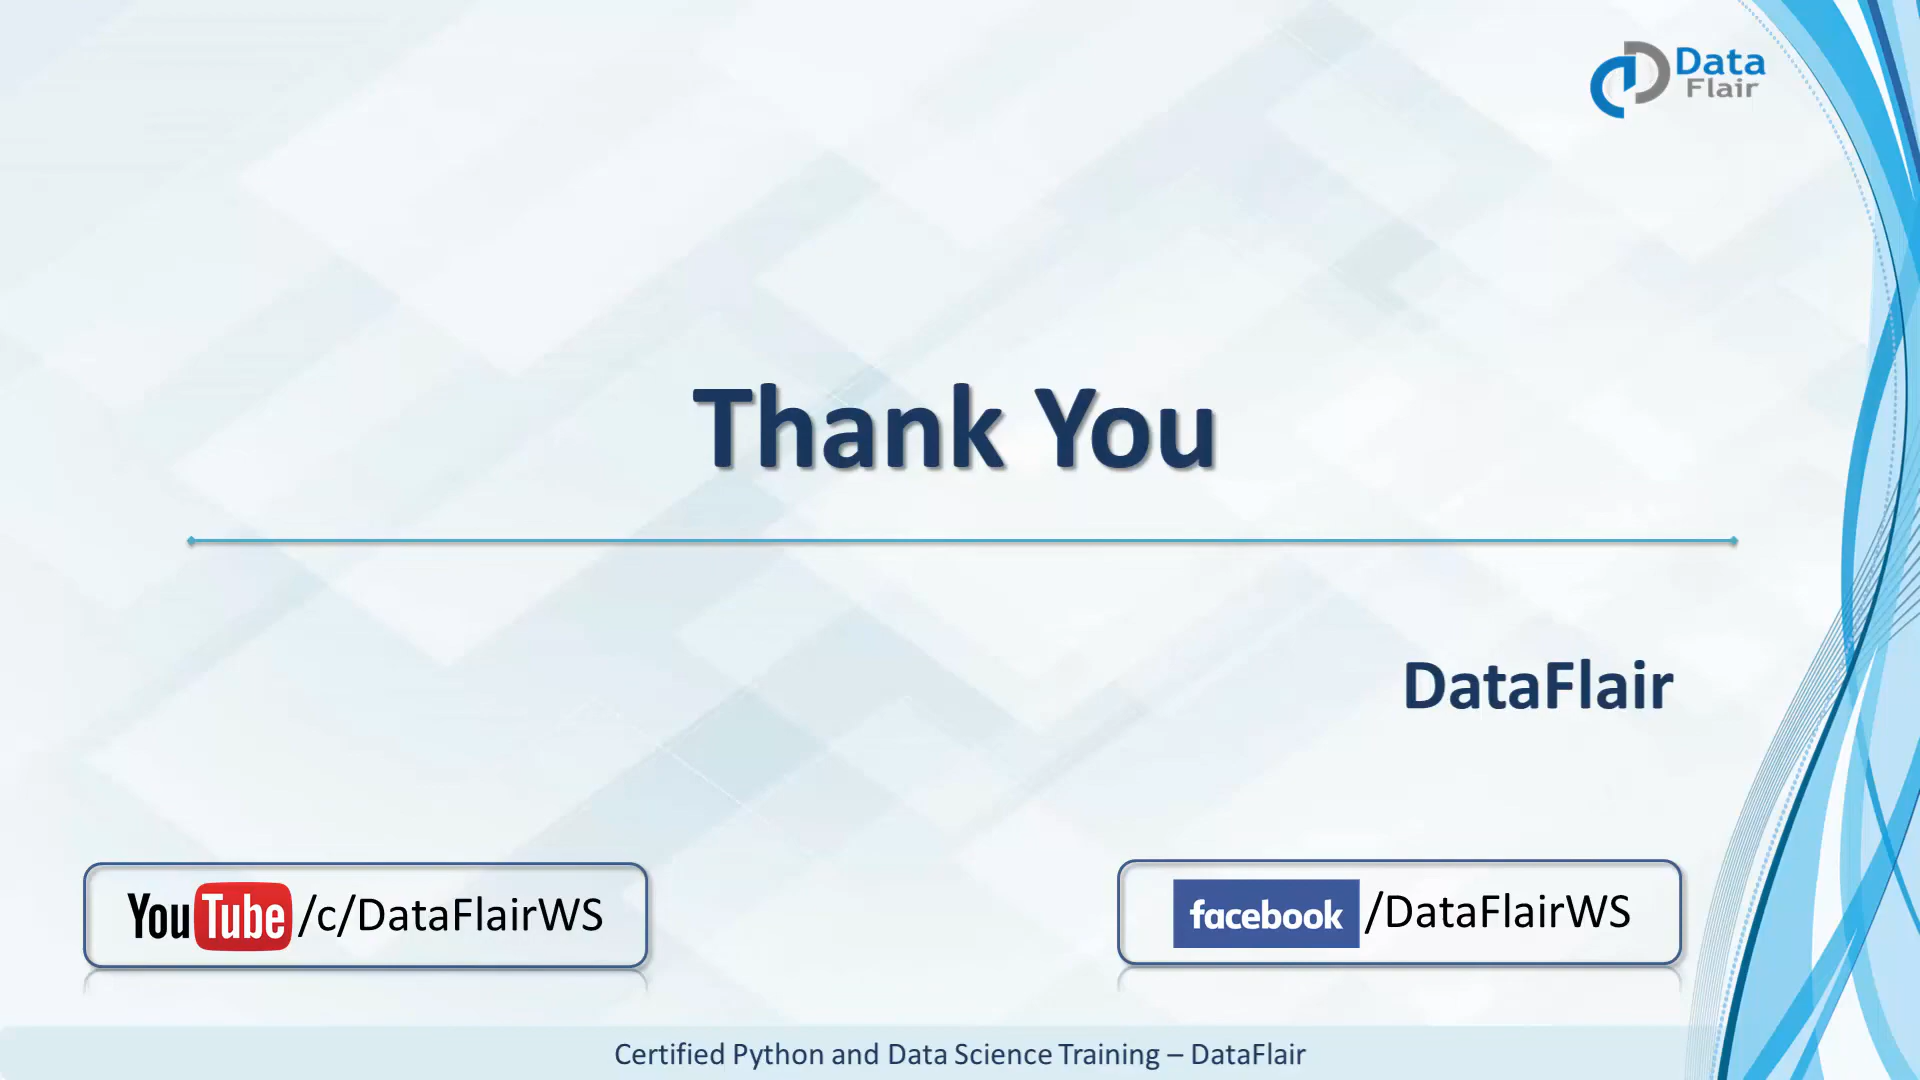 Data
Flair
Thank You
DataFlair
YouTube /c/DataFlairWS
facebook /DataFlairWS
Certified Python and Data Science Training – DataFlair